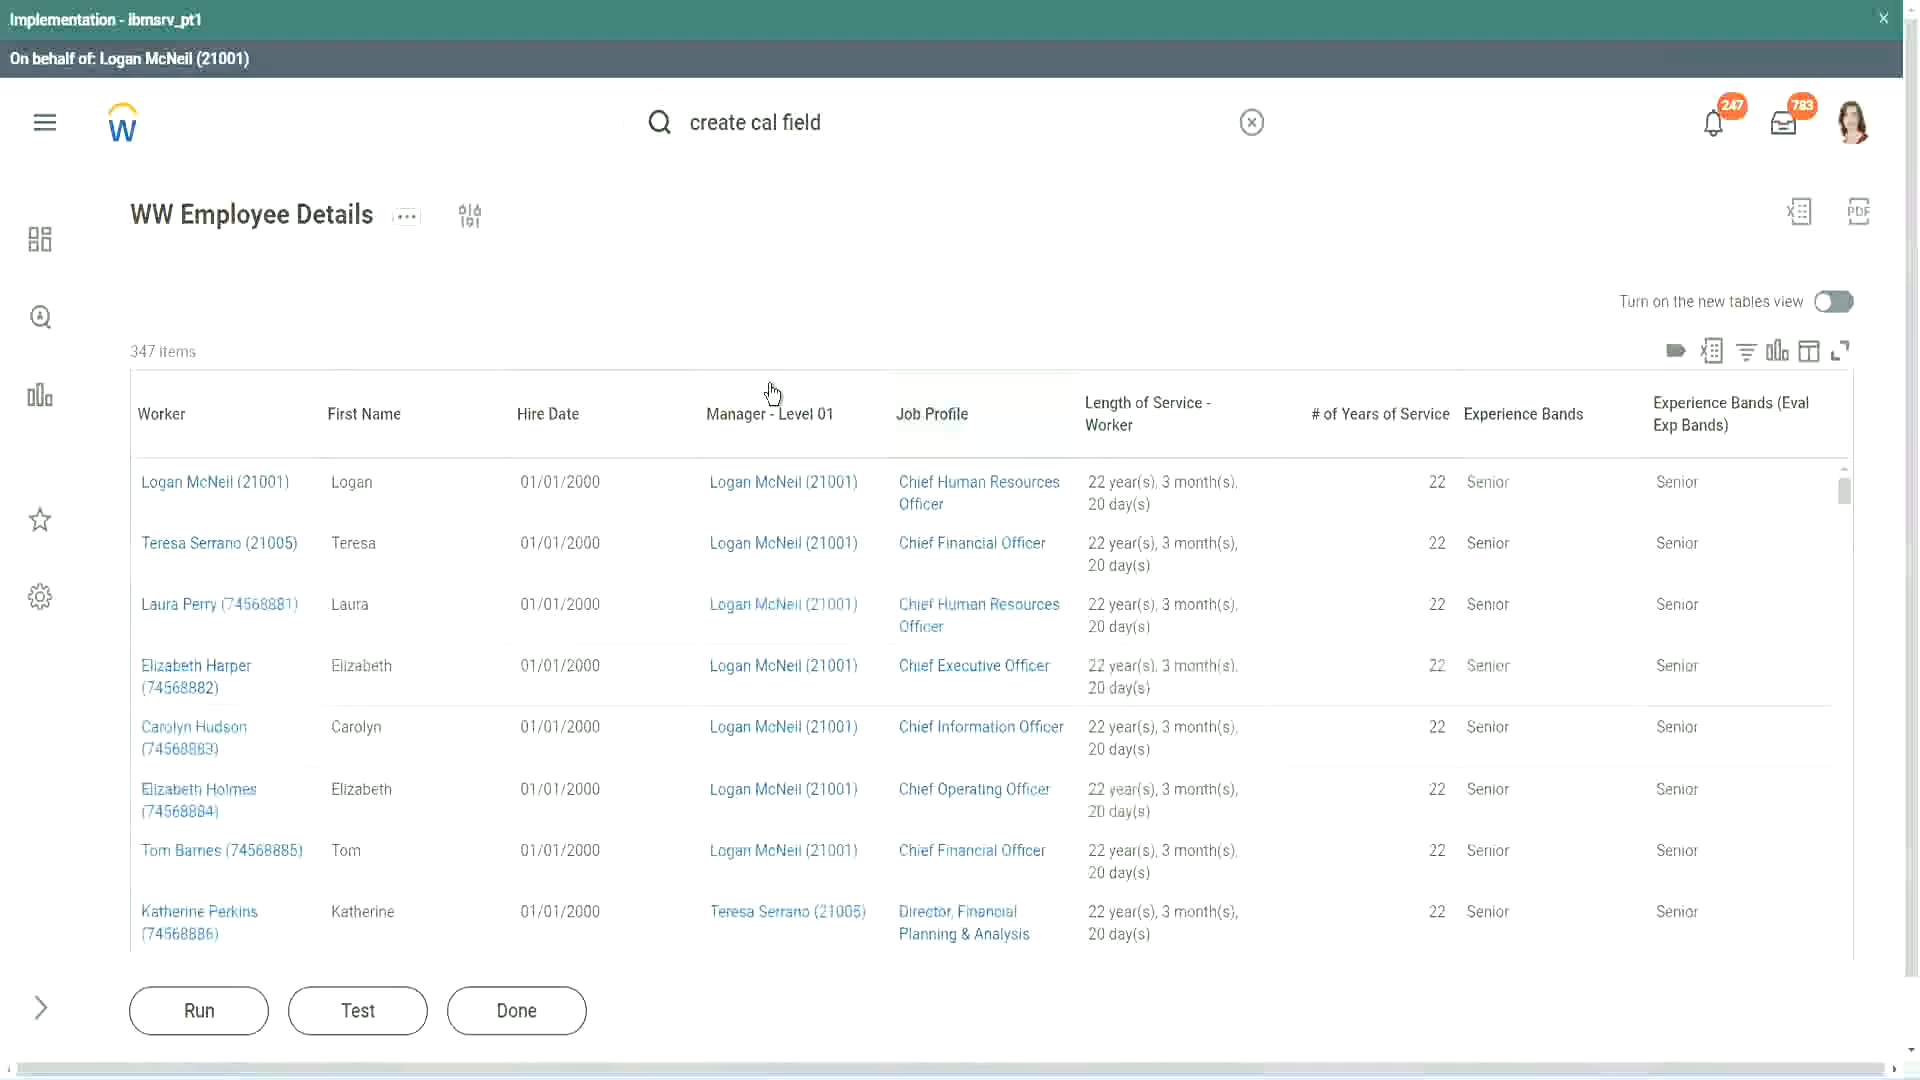 Implementation - ibmsrv_pt1
On behalf of: Logan McNeil (21001)
W
create cal field
247
783
WW Employee Details
PDF
Turn on the new tables view
347 items
Worker
First Name
Hire Date
Manager - Level 01
Job Profile
Length of Service -
Worker
# of Years of Service
Experience Bands
Experience Bands (Eval
Exp Bands)
Logan McNeil (21001)
Logan
01/01/2000
Logan McNeil (21001)
Chief Human Resources
Officer
22 year(s), 3 month(s),
20 day(s)
22
Senior
Senior
Teresa Serrano (21005)
Teresa
01/01/2000
Logan McNeil (21001)
Chief Financial Officer
22 year(s), 3 month(s),
20 day(s)
22
Senior
Senior
Laura Perry (74568881)
Laura
01/01/2000
Logan McNeil (21001)
Chief Human Resources
Officer
22 year(s), 3 month(s),
20 day(s)
22
Senior
Senior
Elizabeth Harper
(74568882)
Elizabeth
01/01/2000
Logan McNeil (21001)
Chief Executive Officer
22 year(s), 3 month(s),
20 day(s)
22
Senior
Senior
Carolyn Hudson
(74568883)
Carolyn
01/01/2000
Logan McNeil (21001)
Chief Information Officer
22 year(s), 3 month(s),
20 day(s)
22
Senior
Senior
Elizabeth Holmes
(74568884)
Elizabeth
01/01/2000
Logan McNeil (21001)
Chief Operating Officer
22 year(s), 3 month(s),
20 day(s)
22
Senior
Senior
Tom Barnes (74568885)
Tom
01/01/2000
Logan McNeil (21001)
Chief Financial Officer
22 year(s), 3 month(s),
20 day(s)
22
Senior
Senior
Katherine Perkins
(74568886)
Katherine
01/01/2000
Teresa Serrano (21005)
Director, Financial
Planning & Analysis
22 year(s), 3 month(s),
20 day(s)
22
Senior
Senior
Run
Test
Done